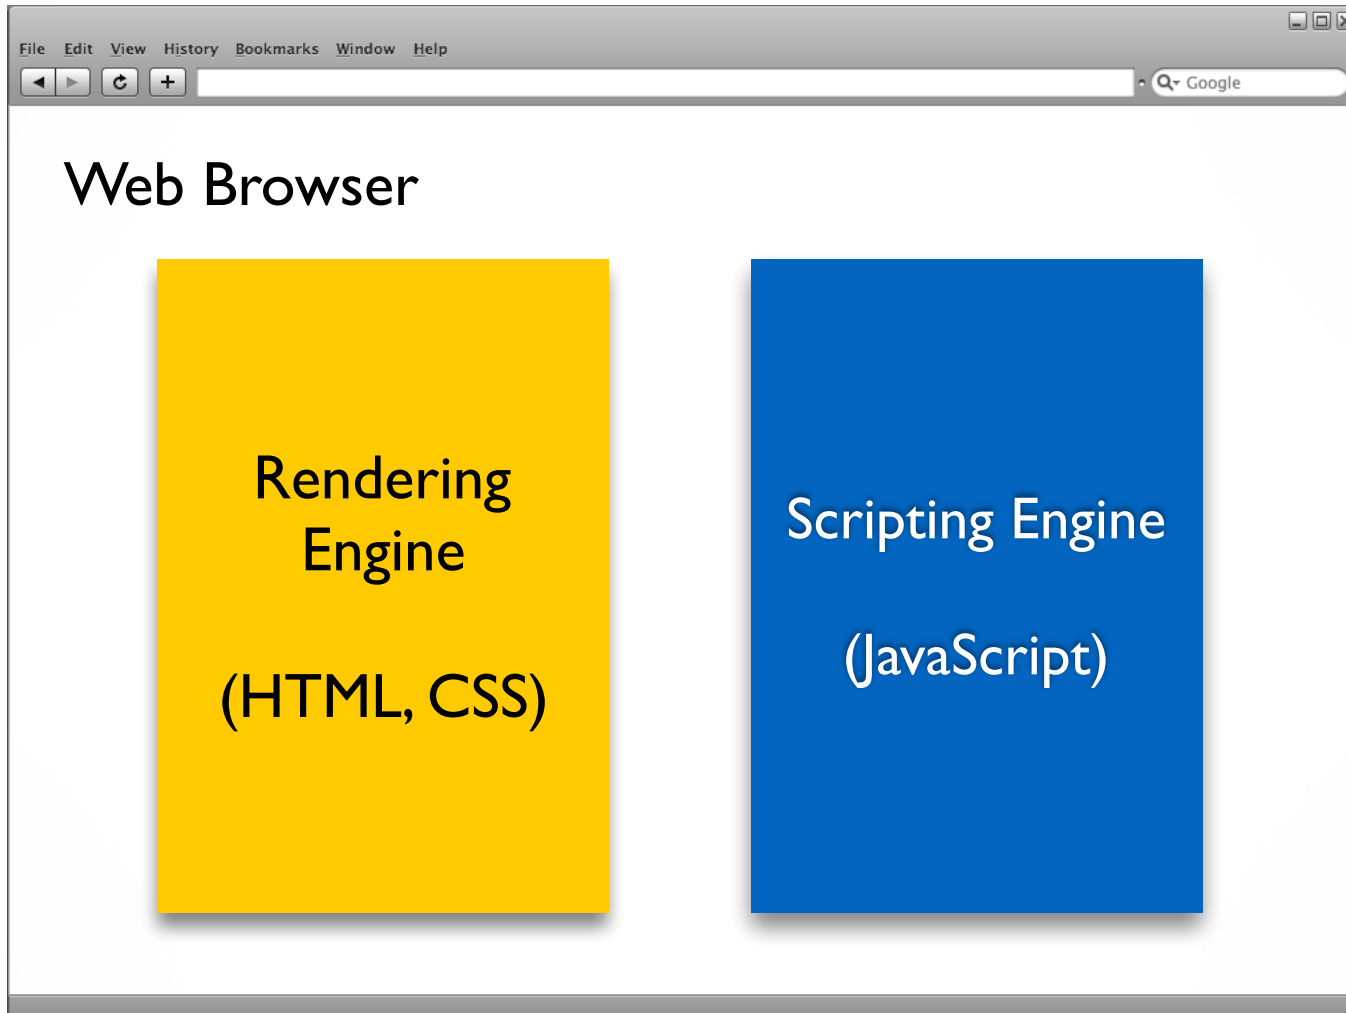 File Edit View History Bookmarks Window Help
Google
Web Browser
Rendering
Engine
(HTML, CSS)
Scripting Engine
(JavaScript)